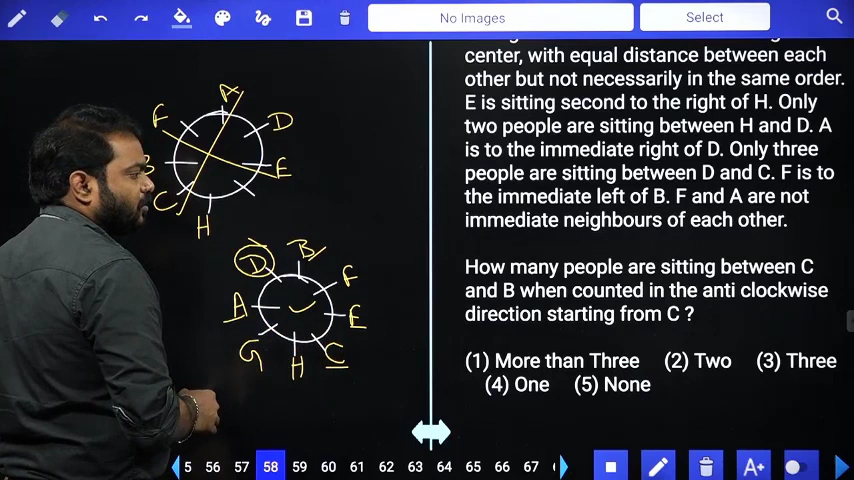 No Images
Select
center, with equal distance between each
other but not necessarily in the same order.
E is sitting second to the right of H. Only
two people are sitting between H and D. A
is to the immediate right of D. Only three
people are sitting between D and C. F is to
the immediate left of B. F and A are not
immediate neighbours of each other.
How many people are sitting between C
and B when counted in the anti clockwise
direction starting from C ?
(1) More than Three (2) Two (3) Three
(4) One (5) None
A
F
D
B
E
C
H
D
B
F
A
E
G
H
C
5 56 57 58 59 60 61 62 63 64 65 66 67
A+